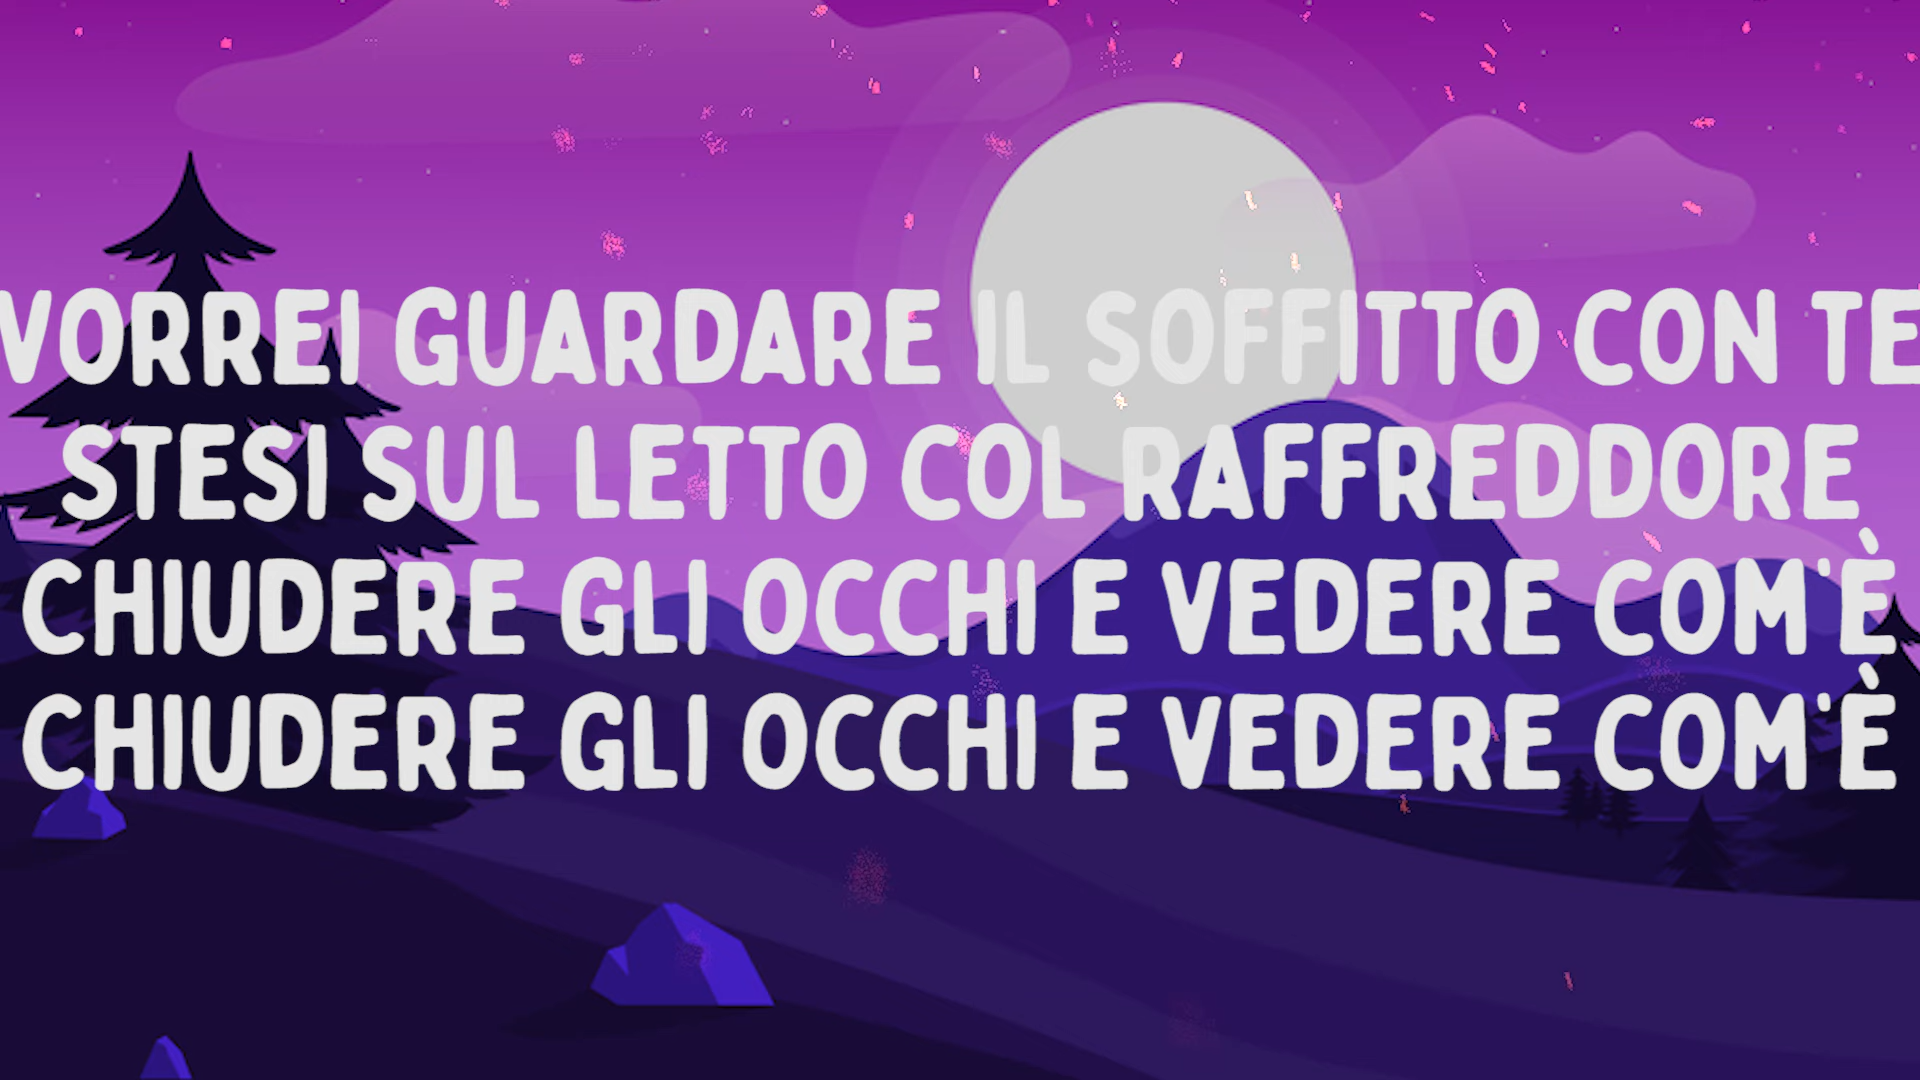 VORREI GUARDARE IL SOFFITTO CON TE
STESI SUL LETTO COL RAFFREDDORE
CHIUDERE GLI OCCHI E VEDERE COM'È
CHIUDERE GLI OCCHI E VEDERE COM'È